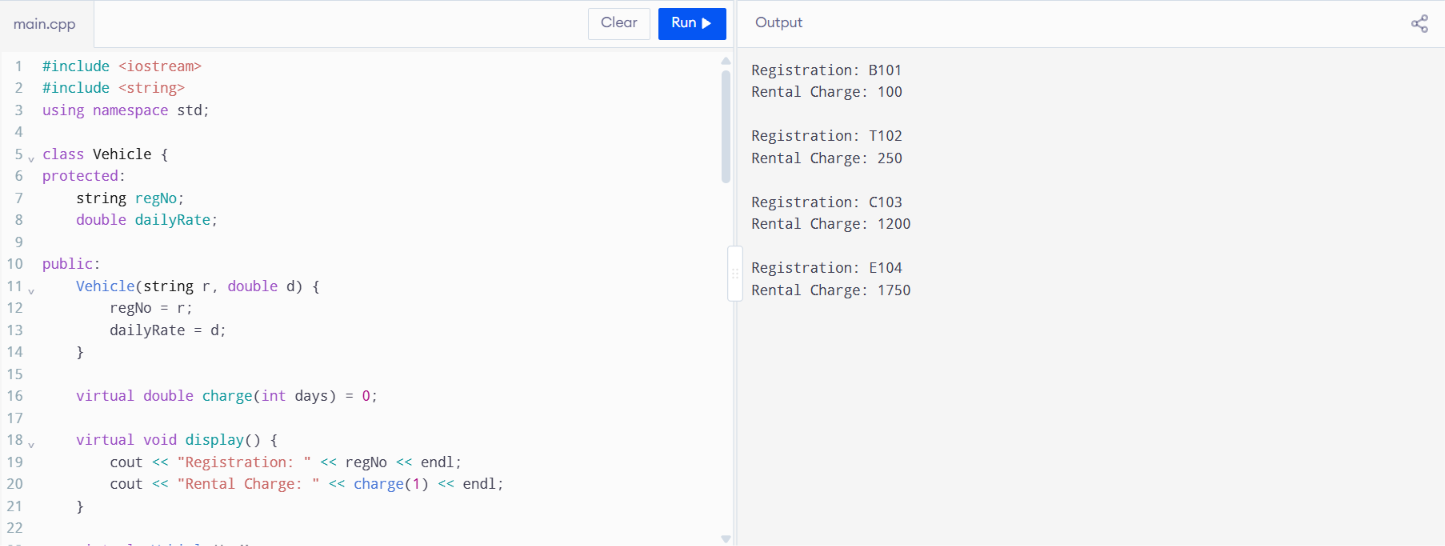 main.cpp
Clear
Run
Output
1 #include <iostream>
2 #include <string>
3 using namespace std;
4
5 class Vehicle {
6 protected:
7     string regNo;
8     double dailyRate;
9
10 public:
11     Vehicle(string r, double d) {
12         regNo = r;
13         dailyRate = d;
14     }
15
16     virtual double charge(int days) = 0;
17
18     virtual void display() {
19         cout << "Registration: " << regNo << endl;
20         cout << "Rental Charge: " << charge(1) << endl;
21     }
22
Registration: B101
Rental Charge: 100

Registration: T102
Rental Charge: 250

Registration: C103
Rental Charge: 1200

Registration: E104
Rental Charge: 1750